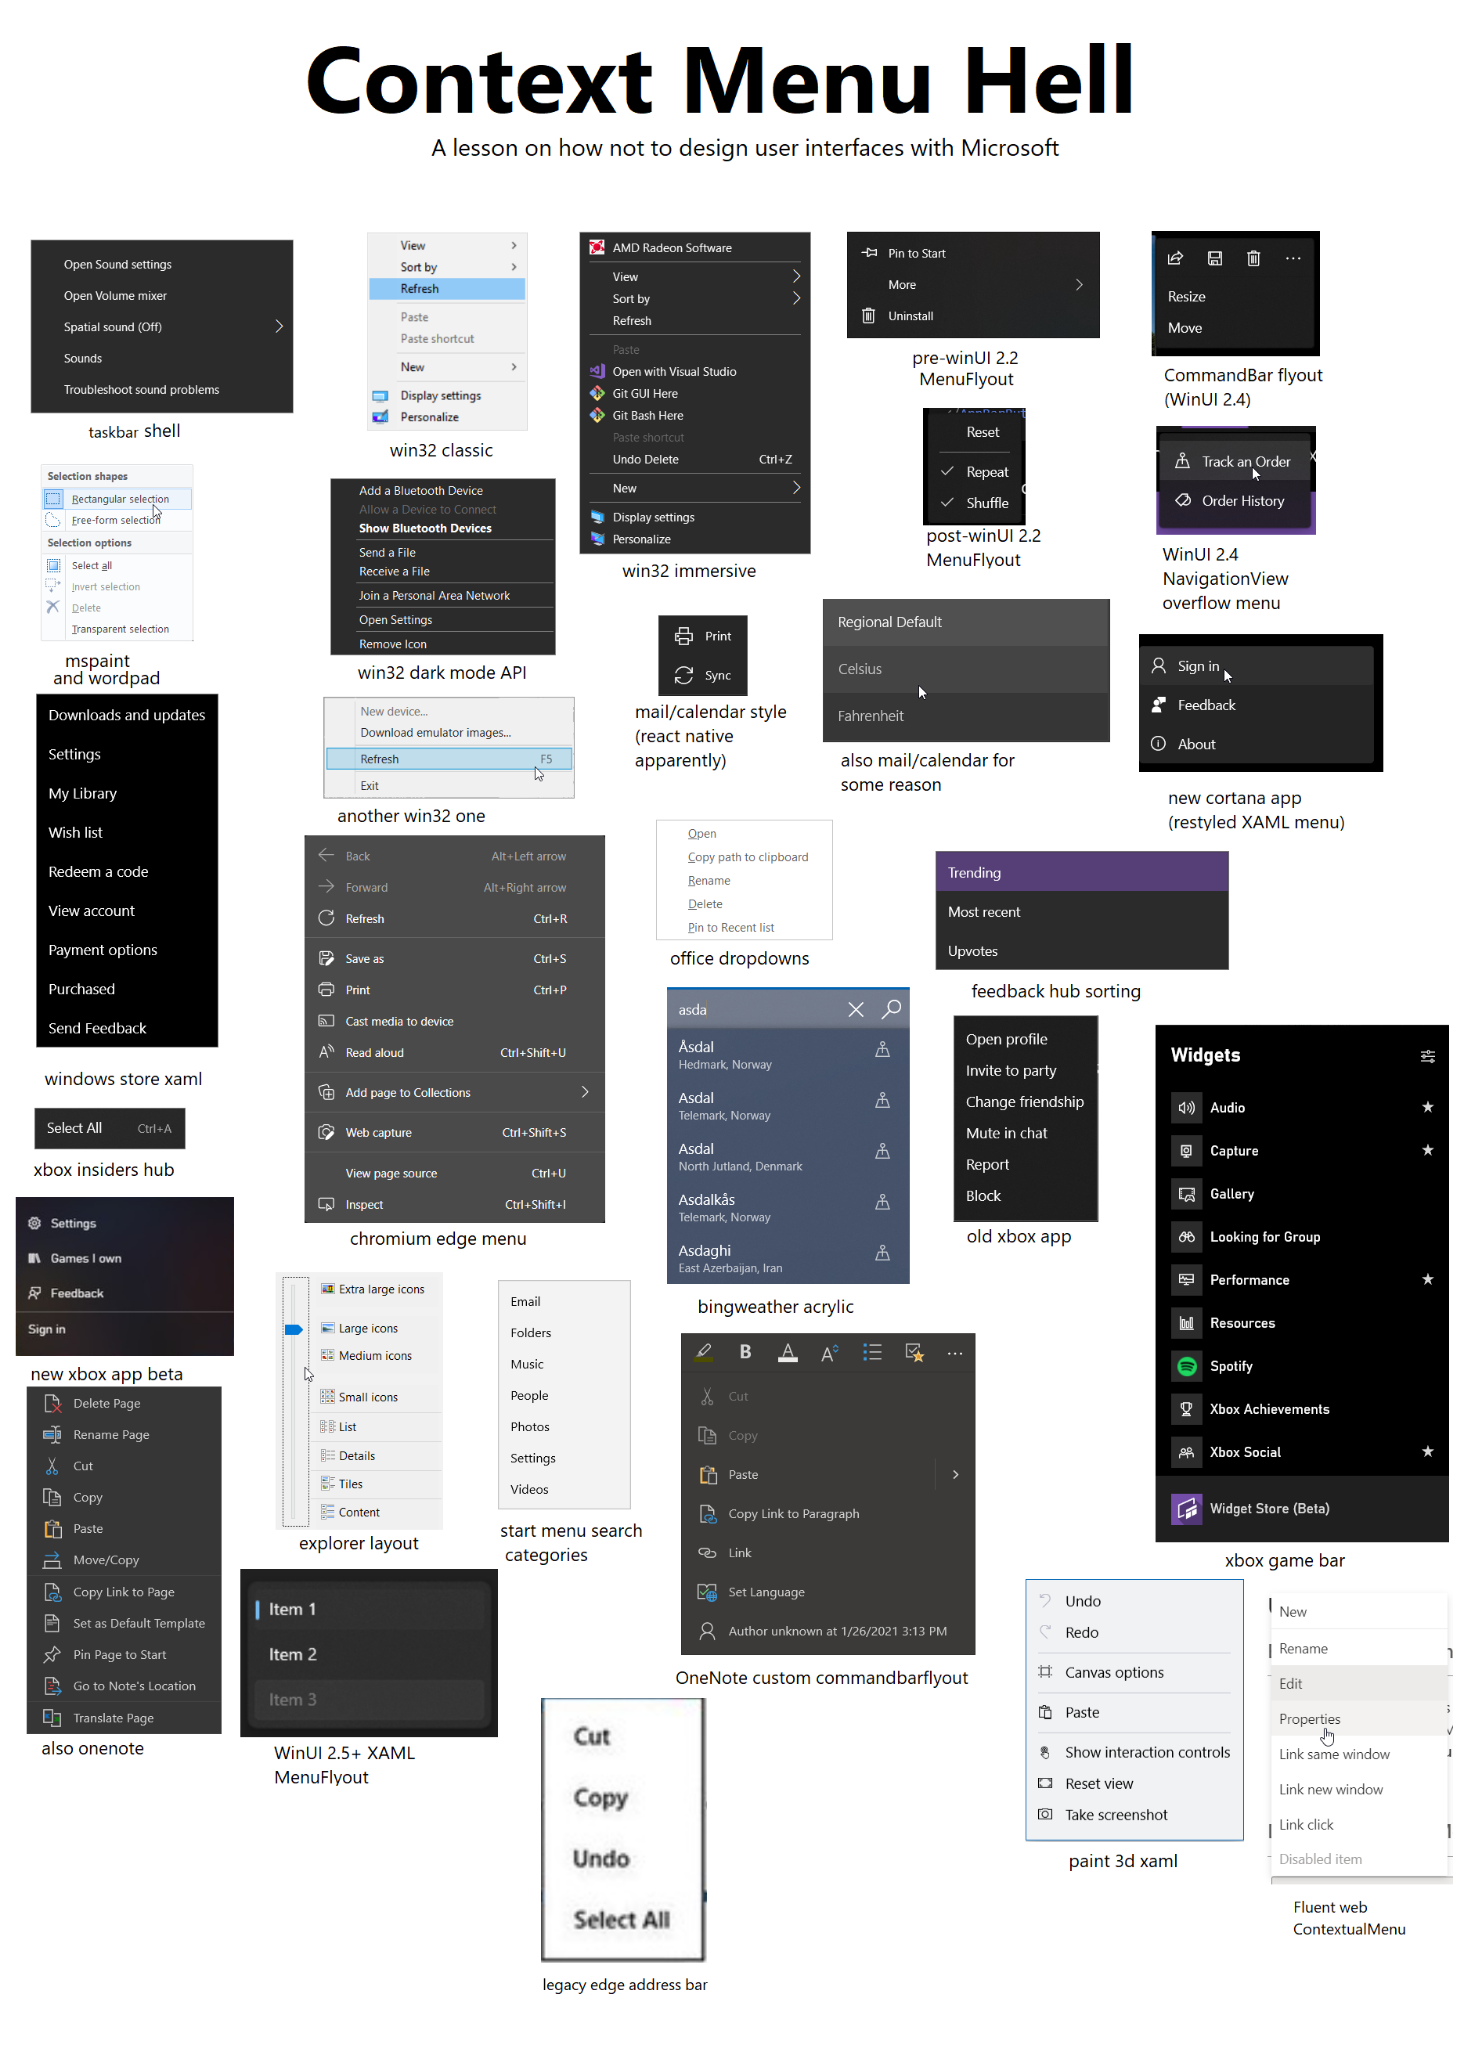 Context Menu Hell
A lesson on how not to design user interfaces with Microsoft
Open Sound settings
Open Volume mixer
Spatial sound (Off)
Sounds
Troubleshoot sound problems
taskbar shell
View
Sort by
Refresh
Paste
Paste shortcut
New
Display settings
Personalize
win32 classic
AMD Radeon Software
View
Sort by
Refresh
Paste
Open with Visual Studio
Git GUI Here
Git Bash Here
Paste shortcut
Undo Delete Ctrl+Z
New
Display settings
Personalize
win32 immersive
Pin to Start
More
Uninstall
pre-winUI 2.2
MenuFlyout
Resize
Move
CommandBar flyout
(WinUI 2.4)
Reset
Repeat
Shuffle
post-winUI 2.2
MenuFlyout
Track an Order
Order History
WinUI 2.4
NavigationView
overflow menu
Selection shapes
Rectangular selection
Free-form selection
Selection options
Select all
Invert selection
Delete
Transparent selection
mspaint
and wordpad
Add a Bluetooth Device
Allow a Device to Connect
Show Bluetooth Devices
Send a File
Receive a File
Join a Personal Area Network
Open Settings
Remove Icon
win32 dark mode API
Print
Sync
mail/calendar style
(react native
apparently)
Regional Default
Celsius
Fahrenheit
also mail/calendar for
some reason
Sign in
Feedback
About
new cortana app
(restyled XAML menu)
Downloads and updates
Settings
My Library
Wish list
Redeem a code
View account
Payment options
Purchased
Send Feedback
windows store xaml
New device...
Download emulator images...
Refresh F5
Exit
another win32 one
Back Alt+Left arrow
Forward Alt+Right arrow
Refresh Ctrl+R
Save as Ctrl+S
Print Ctrl+P
Cast media to device
Read aloud Ctrl+Shift+U
Add page to Collections
Web capture Ctrl+Shift+S
View page source Ctrl+U
Inspect Ctrl+Shift+I
chromium edge menu
Open
Copy path to clipboard
Rename
Delete
Pin to Recent list
office dropdowns
Trending
Most recent
Upvotes
feedback hub sorting
asda
Åsdal
Hedmark, Norway
Asdal
Telemark, Norway
Asdal
North Jutland, Denmark
Asdalkås
Telemark, Norway
Asdaghi
East Azerbaijan, Iran
bingweather acrylic
Open profile
Invite to party
Change friendship
Mute in chat
Report
Block
old xbox app
Widgets
Audio
Capture
Gallery
Looking for Group
Performance
Resources
Spotify
Xbox Achievements
Xbox Social
Widget Store (Beta)
xbox game bar
Select All Ctrl+A
xbox insiders hub
Settings
Games I own
Feedback
Sign in
new xbox app beta
Extra large icons
Large icons
Medium icons
Small icons
List
Details
Tiles
Content
explorer layout
Email
Folders
Music
People
Photos
Settings
Videos
start menu search
categories
B A A
Cut
Copy
Paste
Copy Link to Paragraph
Link
Set Language
Author unknown at 1/26/2021 3:13 PM
OneNote custom commandbarflyout
Delete Page
Rename Page
Cut
Copy
Paste
Move/Copy
Copy Link to Page
Set as Default Template
Pin Page to Start
Go to Note's Location
Translate Page
also onenote
Item 1
Item 2
Item 3
WinUI 2.5+ XAML
MenuFlyout
Cut
Copy
Undo
Select All
legacy edge address bar
Undo
Redo
Canvas options
Paste
Show interaction controls
Reset view
Take screenshot
paint 3d xaml
New
Rename
Edit
Properties
Link same window
Link new window
Link click
Disabled item
Fluent web
ContextualMenu